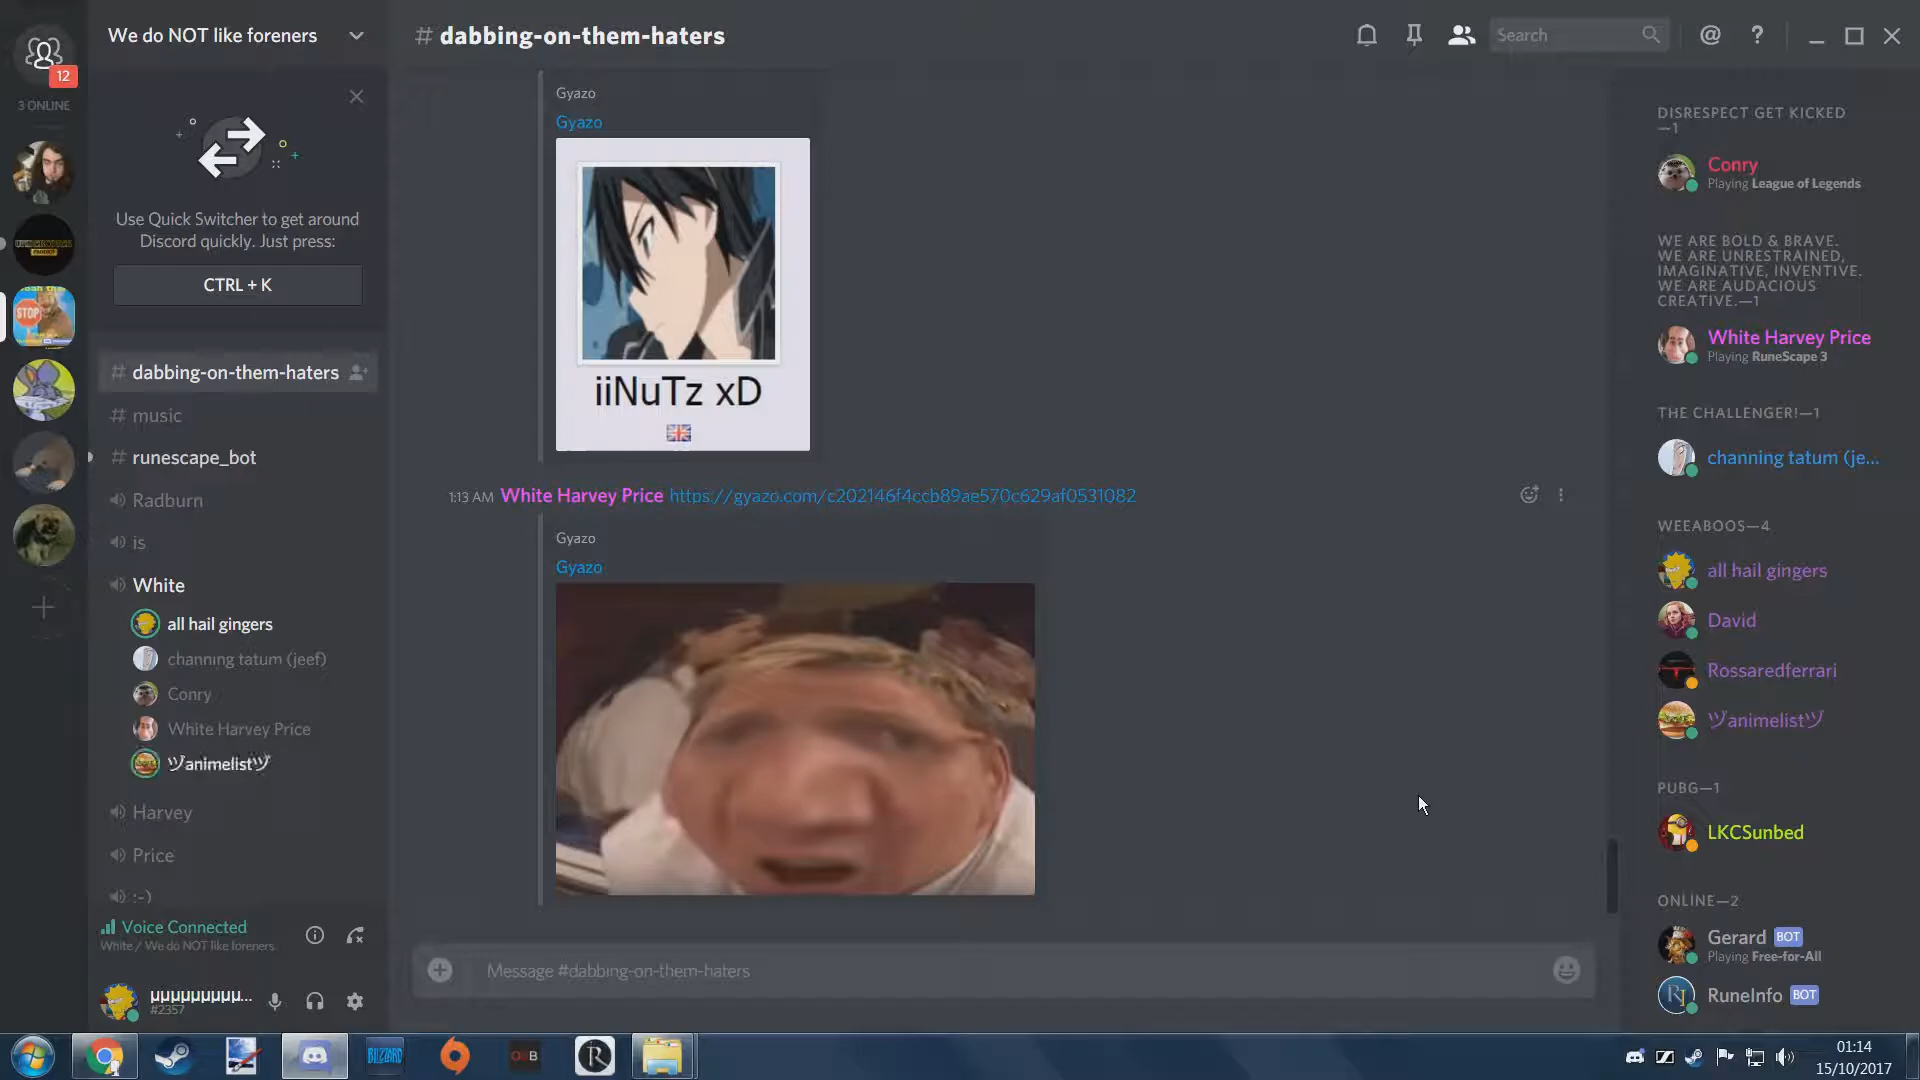 We do NOT like foreners
# dabbing-on-them-haters
Search
@
?
12
3 ONLINE
Use Quick Switcher to get around
Discord quickly. Just press:
CTRL + K
STOP
# dabbing-on-them-haters
# music
# runescape_bot
Radburn
is
White
all hail gingers
channing tatum (jeef)
Conry
White Harvey Price
ヅanimelistヅ
Harvey
Price
:-)
Voice Connected
White / We do NOT like foreners
µµµµµµµµµ...
#2357
Gyazo
Gyazo
iiNuTz xD
1:13 AM White Harvey Price https://gyazo.com/c202146f4ccb89ae570c629af0531082
Gyazo
Gyazo
Message #dabbing-on-them-haters
DISRESPECT GET KICKED
—1
Conry
Playing League of Legends
WE ARE BOLD & BRAVE.
WE ARE UNRESTRAINED,
IMAGINATIVE, INVENTIVE.
WE ARE AUDACIOUS
CREATIVE.—1
White Harvey Price
Playing RuneScape 3
THE CHALLENGER!—1
channing tatum (je...
WEEABOOS—4
all hail gingers
David
Rossaredferrari
ヅanimelistヅ
PUBG—1
LKCSunbed
ONLINE—2
Gerard BOT
Playing Free-for-All
RuneInfo BOT
BLIZZARD
R
01:14
15/10/2017